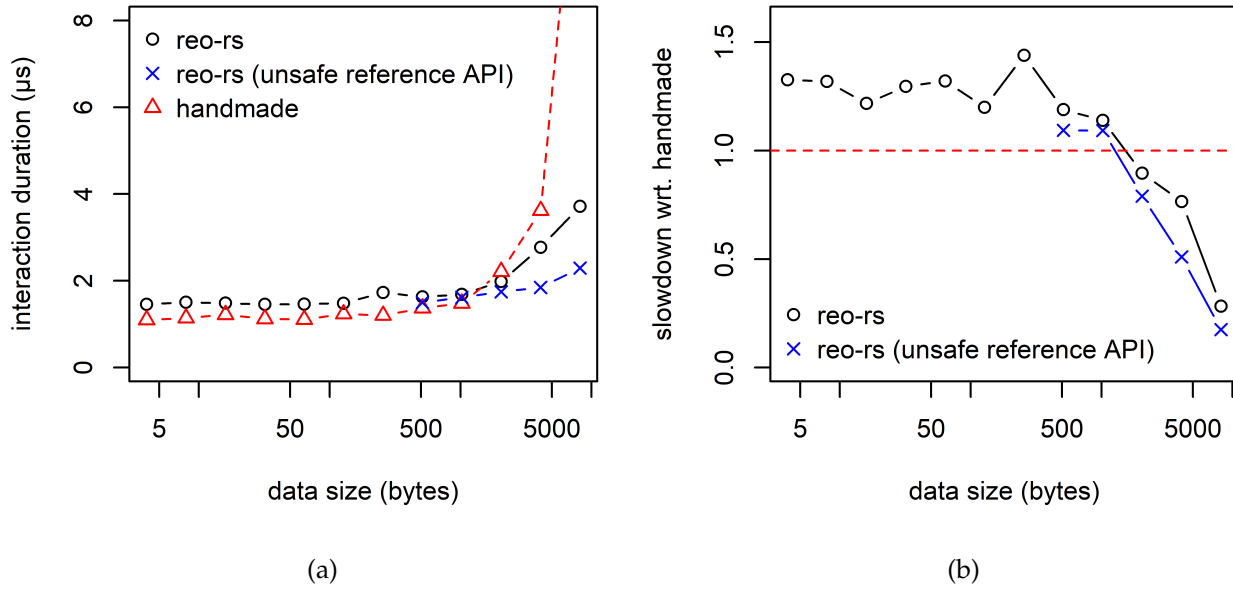 interaction duration (µs)
8
6
4
2
0
reo-rs
reo-rs (unsafe reference API)
handmade
5
50
500
5000
data size (bytes)
(a)
slowdown wrt. handmade
1.5
1.0
0.5
0.0
reo-rs
reo-rs (unsafe reference API)
5
50
500
5000
data size (bytes)
(b)